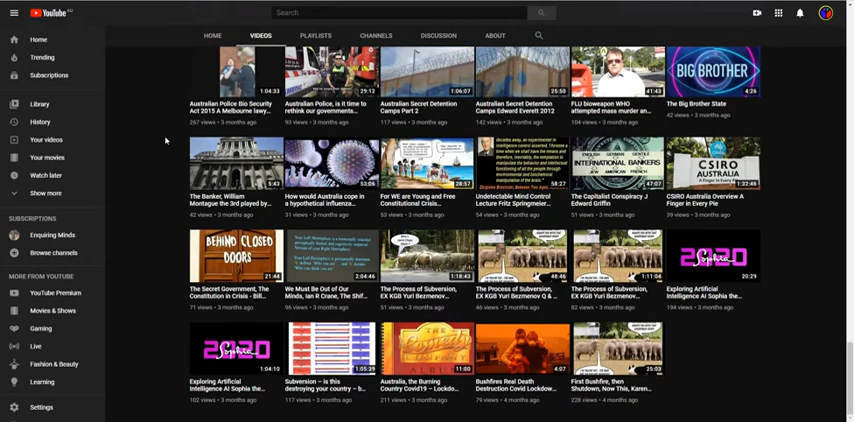 YouTube AU
Search
HOME
VIDEOS
PLAYLISTS
CHANNELS
DISCUSSION
ABOUT
Home
Trending
Subscriptions
Library
History
Your videos
Your movies
Watch later
Show more
SUBSCRIPTIONS
Enquiring Minds
Browse channels
MORE FROM YOUTUBE
YouTube Premium
Movies & Shows
Gaming
Live
Fashion & Beauty
Learning
Settings
1:04:33
29:12
1:06:07
25:50
41:43
BIG BROTHER
4:26
Australian Police Bio Security
Act 2015 A Melbourne lawy...
267 views • 3 months ago
Australian Police, is it time to
rethink our governments...
93 views • 3 months ago
Australian Secret Detention
Camps Part 2
117 views • 3 months ago
Australian Secret Detention
Camps Edward Everett 2012
142 views • 3 months ago
FLU bioweapon WHO
attempted mass murder an...
104 views • 3 months ago
The Big Brother State
42 views • 3 months ago
5:43
53:06
28:57
58:27
INTERNATIONAL BANKERS
47:07
CSIRO
AUSTRALIA
A Finger in Every Pie
1:32:46
The Banker, William
Montague the 3rd played by...
42 views • 3 months ago
How would Australia cope in
a hypothetical influenza...
31 views • 3 months ago
For WE are Young and Free
Constitutional Crisis...
53 views • 3 months ago
Undetectable Mind Control
Lecture Fritz Springmeier...
54 views • 3 months ago
The Capitalist Conspiracy J
Edward Griffin
51 views • 3 months ago
CSIRO Australia Overview A
Finger in Every Pie
39 views • 3 months ago
BEHIND CLOSED
DOORS
21:44
2:04:46
1:18:43
48:46
1:11:04
2020
Sophia
20:29
The Secret Government, The
Constitution in Crisis - Bill...
71 views • 3 months ago
We Must Be Out of Our
Minds, Ian R Crane, The Shif...
96 views • 3 months ago
The Process of Subversion,
EX KGB Yuri Bezmenov...
51 views • 3 months ago
The Process of Subversion,
EX KGB Yuri Bezmenov Q & ...
46 views • 3 months ago
The Process of Subversion,
EX KGB Yuri Bezmenov
82 views • 3 months ago
Exploring Artificial
Intelligence AI Sophia the...
194 views • 3 months ago
2020
Sophia
1:04:10
1:05:39
THE
Comedy
COMPANY
ALBUM
11:00
4:07
25:03
Exploring Artificial
Intelligence AI Sophia the...
102 views • 3 months ago
Subversion – is this
destroying your country – b...
117 views • 3 months ago
Australia, the Burning
Country Covid19 – Lockdo...
211 views • 3 months ago
Bushfires Real Death
Destruction Covid Lockdow...
79 views • 4 months ago
First Bushfire, then
Shutdown, Now This, Karen...
228 views • 4 months ago